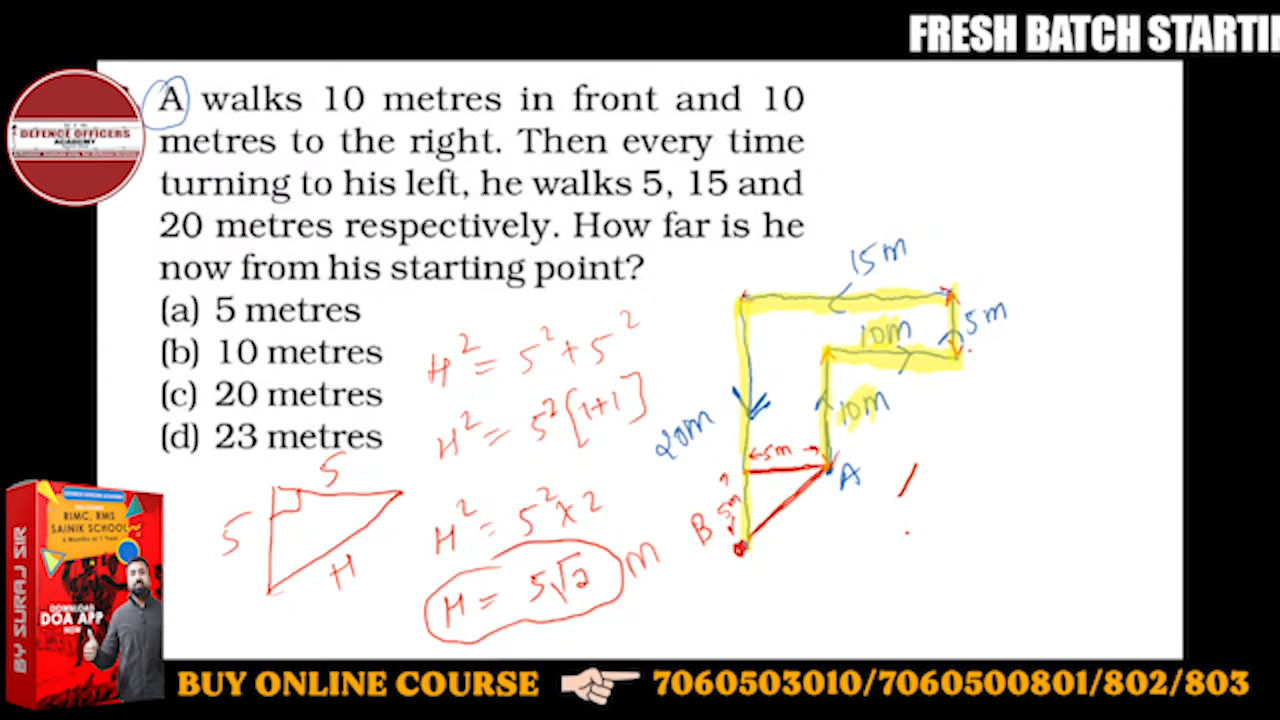 FRESH BATCH STARTIN
A walks 10 metres in front and 10
metres to the right. Then every time
turning to his left, he walks 5, 15 and
20 metres respectively. How far is he
now from his starting point?
(a) 5 metres
(b) 10 metres
(c) 20 metres
(d) 23 metres
DEFENCE OFFICERS
ACADEMY
H² = 5² + 5²
H² = 5² [1+1]
H² = 5² x 2
H = 5√2 m
5
5
H
15m
10m
5m
10m
20m
5m
A
5m
B
DEFENCE OFFICERS ACADEMY
RIMC, RMS
SAINIK SCHOOL
BY SURAJ SIR
DOWNLOAD
DOA APP
NOW
BUY ONLINE COURSE 7060503010/7060500801/802/803